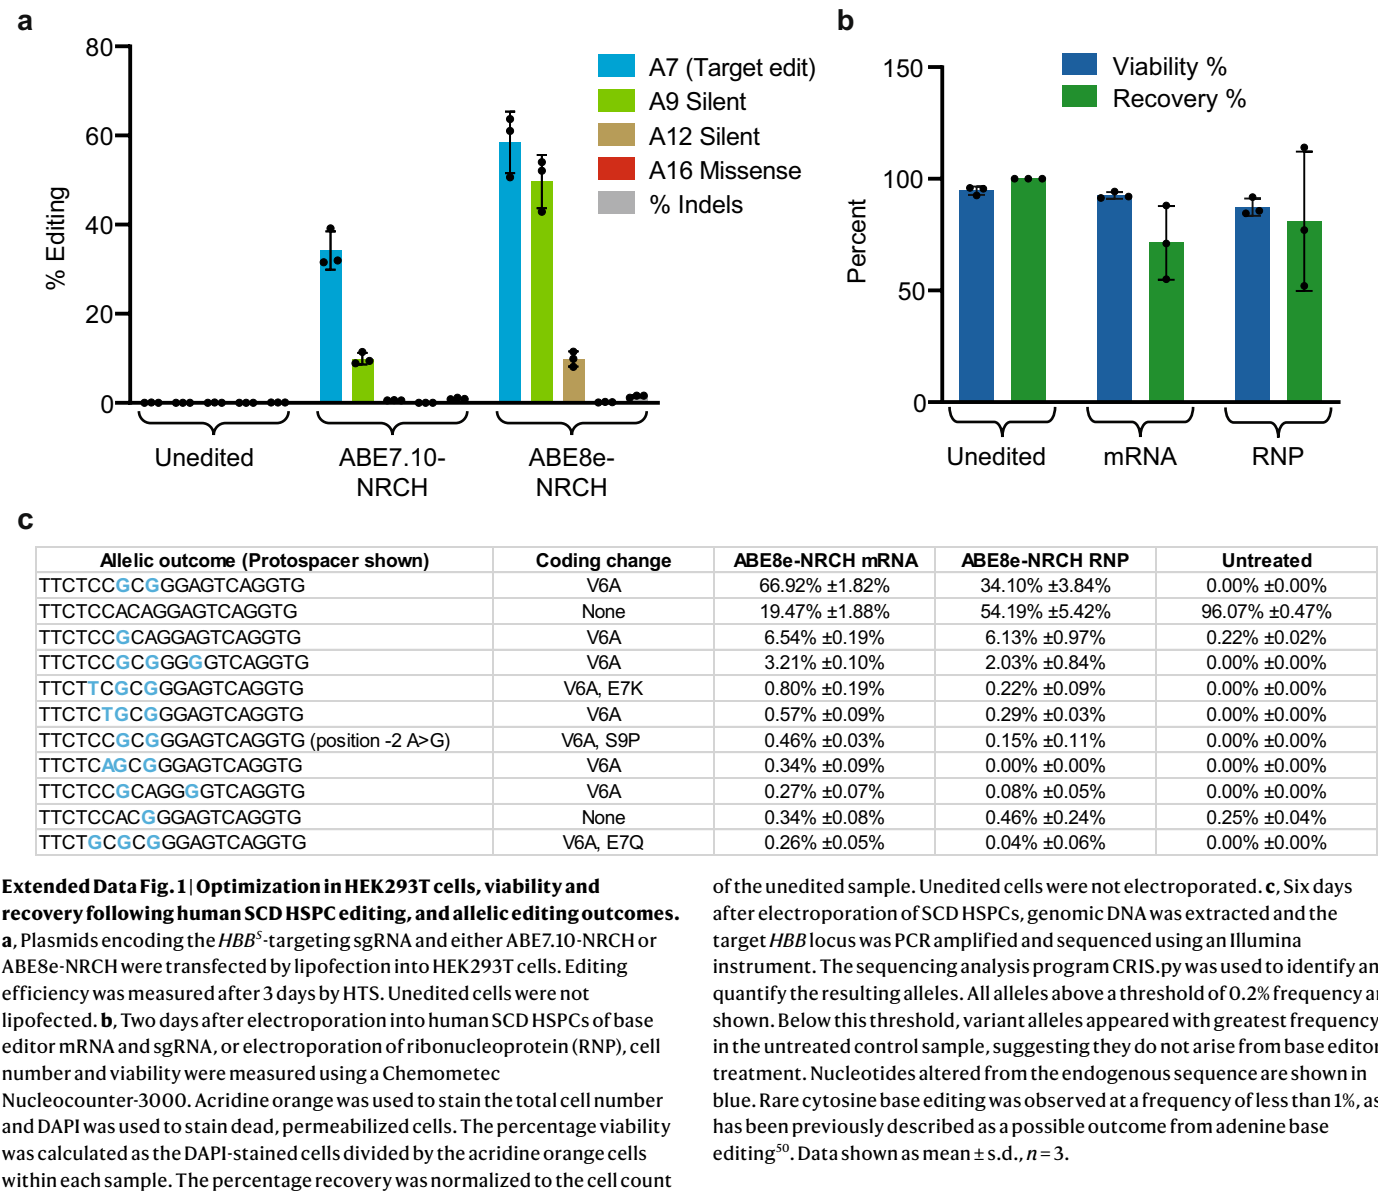 a
80
60
40
20
0
% Editing
A7 (Target edit)
A9 Silent
A12 Silent
A16 Missense
% Indels
Unedited
ABE7.10-
NRCH
ABE8e-
NRCH
b
150
100
50
0
Percent
Viability %
Recovery %
Unedited
mRNA
RNP
c
Allelic outcome (Protospacer shown) Coding change ABE8e-NRCH mRNA ABE8e-NRCH RNP Untreated
TTCTCCGCGGGAGTCAGGTG V6A 66.92% ±1.82% 34.10% ±3.84% 0.00% ±0.00%
TTCTCCACAGGAGTCAGGTG None 19.47% ±1.88% 54.19% ±5.42% 96.07% ±0.47%
TTCTCCGCAGGAGTCAGGTG V6A 6.54% ±0.19% 6.13% ±0.97% 0.22% ±0.02%
TTCTCCGCGGGGGTCAGGTG V6A 3.21% ±0.10% 2.03% ±0.84% 0.00% ±0.00%
TTCTTCGCGGGAGTCAGGTG V6A, E7K 0.80% ±0.19% 0.22% ±0.09% 0.00% ±0.00%
TTCTCTGCGGGAGTCAGGTG V6A 0.57% ±0.09% 0.29% ±0.03% 0.00% ±0.00%
TTCTCCGCGGGAGTCAGGTG (position -2 A>G) V6A, S9P 0.46% ±0.03% 0.15% ±0.11% 0.00% ±0.00%
TTCTCAGCGGGAGTCAGGTG V6A 0.34% ±0.09% 0.00% ±0.00% 0.00% ±0.00%
TTCTCCGCAGGGGTCAGGTG V6A 0.27% ±0.07% 0.08% ±0.05% 0.00% ±0.00%
TTCTCCACGGGAGTCAGGTG None 0.34% ±0.08% 0.46% ±0.24% 0.25% ±0.04%
TTCTGCGCGGGAGTCAGGTG V6A, E7Q 0.26% ±0.05% 0.04% ±0.06% 0.00% ±0.00%
Extended Data Fig. 1 | Optimization in HEK293T cells, viability and
recovery following human SCD HSPC editing, and allelic editing outcomes.
a, Plasmids encoding the HBBS-targeting sgRNA and either ABE7.10-NRCH or
ABE8e-NRCH were transfected by lipofection into HEK293T cells. Editing
efficiency was measured after 3 days by HTS. Unedited cells were not
lipofected. b, Two days after electroporation into human SCD HSPCs of base
editor mRNA and sgRNA, or electroporation of ribonucleoprotein (RNP), cell
number and viability were measured using a Chemometec
Nucleocounter-3000. Acridine orange was used to stain the total cell number
and DAPI was used to stain dead, permeabilized cells. The percentage viability
was calculated as the DAPI-stained cells divided by the acridine orange cells
within each sample. The percentage recovery was normalized to the cell count
of the unedited sample. Unedited cells were not electroporated. c, Six days
after electroporation of SCD HSPCs, genomic DNA was extracted and the
target HBB locus was PCR amplified and sequenced using an Illumina
instrument. The sequencing analysis program CRIS.py was used to identify an
quantify the resulting alleles. All alleles above a threshold of 0.2% frequency a
shown. Below this threshold, variant alleles appeared with greatest frequency
in the untreated control sample, suggesting they do not arise from base editor
treatment. Nucleotides altered from the endogenous sequence are shown in
blue. Rare cytosine base editing was observed at a frequency of less than 1%, as
has been previously described as a possible outcome from adenine base
editing50. Data shown as mean ± s.d., n = 3.